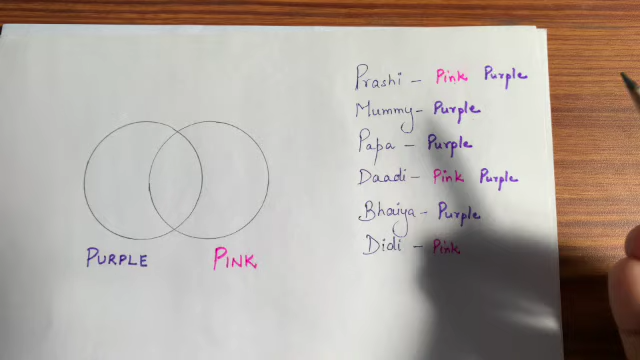 PURPLE
PINK
Prashi - Pink Purple
Mummy - Purple
Papa - Purple
Daadi - Pink Purple
Bhaiya - Purple
Didi - Pink